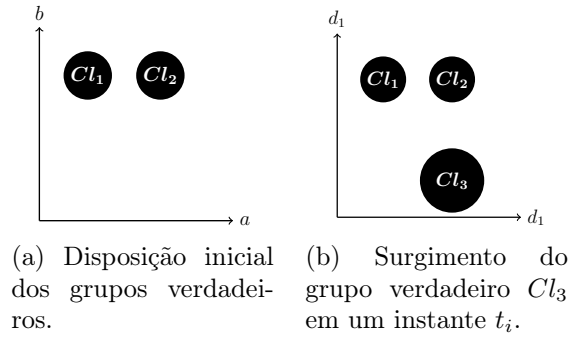 b
Cl₁
Cl₂
a
d₁
Cl₁
Cl₂
Cl₃
d₁
(a) Disposição inicial
dos grupos verdadei-
ros.
(b) Surgimento do
grupo verdadeiro Cl₃
em um instante tᵢ.